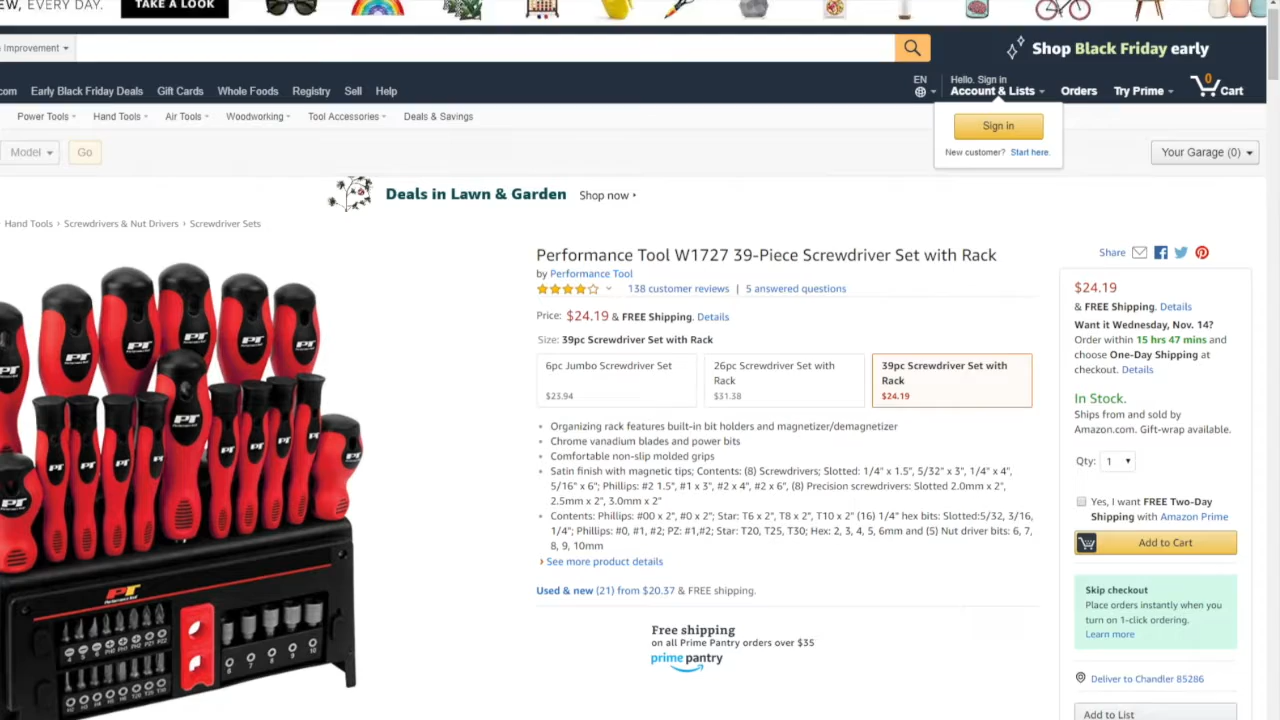 EW, EVERY DAY.
TAKE A LOOK
Improvement
Shop Black Friday early
com Early Black Friday Deals Gift Cards Whole Foods Registry Sell Help
EN
Hello. Sign in
Account & Lists
Orders
Try Prime
0
Cart
Power Tools Hand Tools Air Tools Woodworking Tool Accessories Deals & Savings
Sign in
New customer? Start here.
Model
Go
Your Garage (0)
Deals in Lawn & Garden Shop now
Hand Tools › Screwdrivers & Nut Drivers › Screwdriver Sets
Performance Tool W1727 39-Piece Screwdriver Set with Rack
by Performance Tool
138 customer reviews | 5 answered questions
Price: $24.19 & FREE Shipping. Details
Size: 39pc Screwdriver Set with Rack
6pc Jumbo Screwdriver Set
$23.94
26pc Screwdriver Set with
Rack
$31.38
39pc Screwdriver Set with
Rack
$24.19
• Organizing rack features built-in bit holders and magnetizer/demagnetizer
• Chrome vanadium blades and power bits
• Comfortable non-slip molded grips
• Satin finish with magnetic tips; Contents: (8) Screwdrivers; Slotted: 1/4" x 1.5", 5/32" x 3", 1/4" x 4",
5/16" x 6"; Phillips: #2 1.5", #1 x 3", #2 x 4", #2 x 6", (8) Precision screwdrivers: Slotted 2.0mm x 2",
2.5mm x 2", 3.0mm x 2"
• Contents: Phillips: #00 x 2", #0 x 2"; Star: T6 x 2", T8 x 2", T10 x 2" (16) 1/4" hex bits: Slotted:5/32, 3/16,
1/4"; Phillips: #0, #1, #2; PZ: #1,#2; Star: T20, T25, T30; Hex: 2, 3, 4, 5, 6mm and (5) Nut driver bits: 6, 7,
8, 9, 10mm
› See more product details
Used & new (21) from $20.37 & FREE shipping.
Free shipping
on all Prime Pantry orders over $35
prime pantry
Share
$24.19
& FREE Shipping. Details
Want it Wednesday, Nov. 14?
Order within 15 hrs 47 mins and
choose One-Day Shipping at
checkout. Details
In Stock.
Ships from and sold by
Amazon.com. Gift-wrap available.
Qty: 1
Yes, I want FREE Two-Day
Shipping with Amazon Prime
Add to Cart
Skip checkout
Place orders instantly when you
turn on 1-click ordering.
Learn more
Deliver to Chandler 85286
Add to List
PT
Performance Tool
6 7 8 9 10